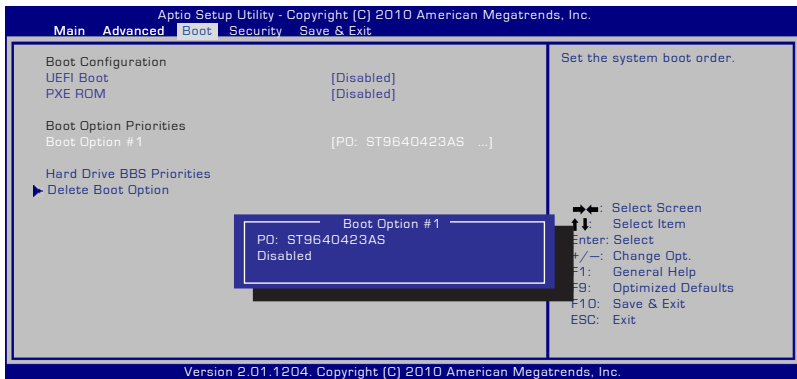 Aptio Setup Utility - Copyright (C) 2010 American Megatrends, Inc.
Main Advanced Boot Security Save & Exit
Boot Configuration
UEFI Boot [Disabled]
PXE ROM [Disabled]
Boot Option Priorities
Boot Option #1 [P0: ST9640423AS ...]
Hard Drive BBS Priorities
Delete Boot Option
Boot Option #1
P0: ST9640423AS
Disabled
Set the system boot order.
→←: Select Screen
↑↓: Select Item
Enter: Select
+/—: Change Opt.
F1: General Help
F9: Optimized Defaults
F10: Save & Exit
ESC: Exit
Version 2.01.1204. Copyright (C) 2010 American Megatrends, Inc.